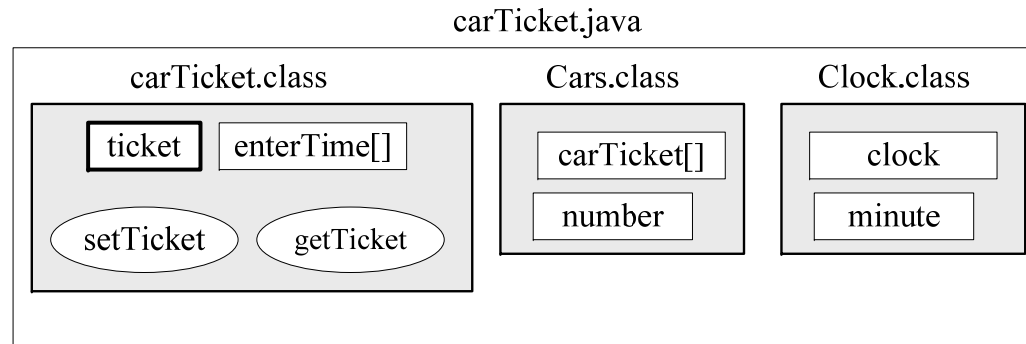 carTicket.java
carTicket.class
Cars.class
Clock.class
ticket
enterTime[]
carTicket[]
clock
number
minute
setTicket
getTicket